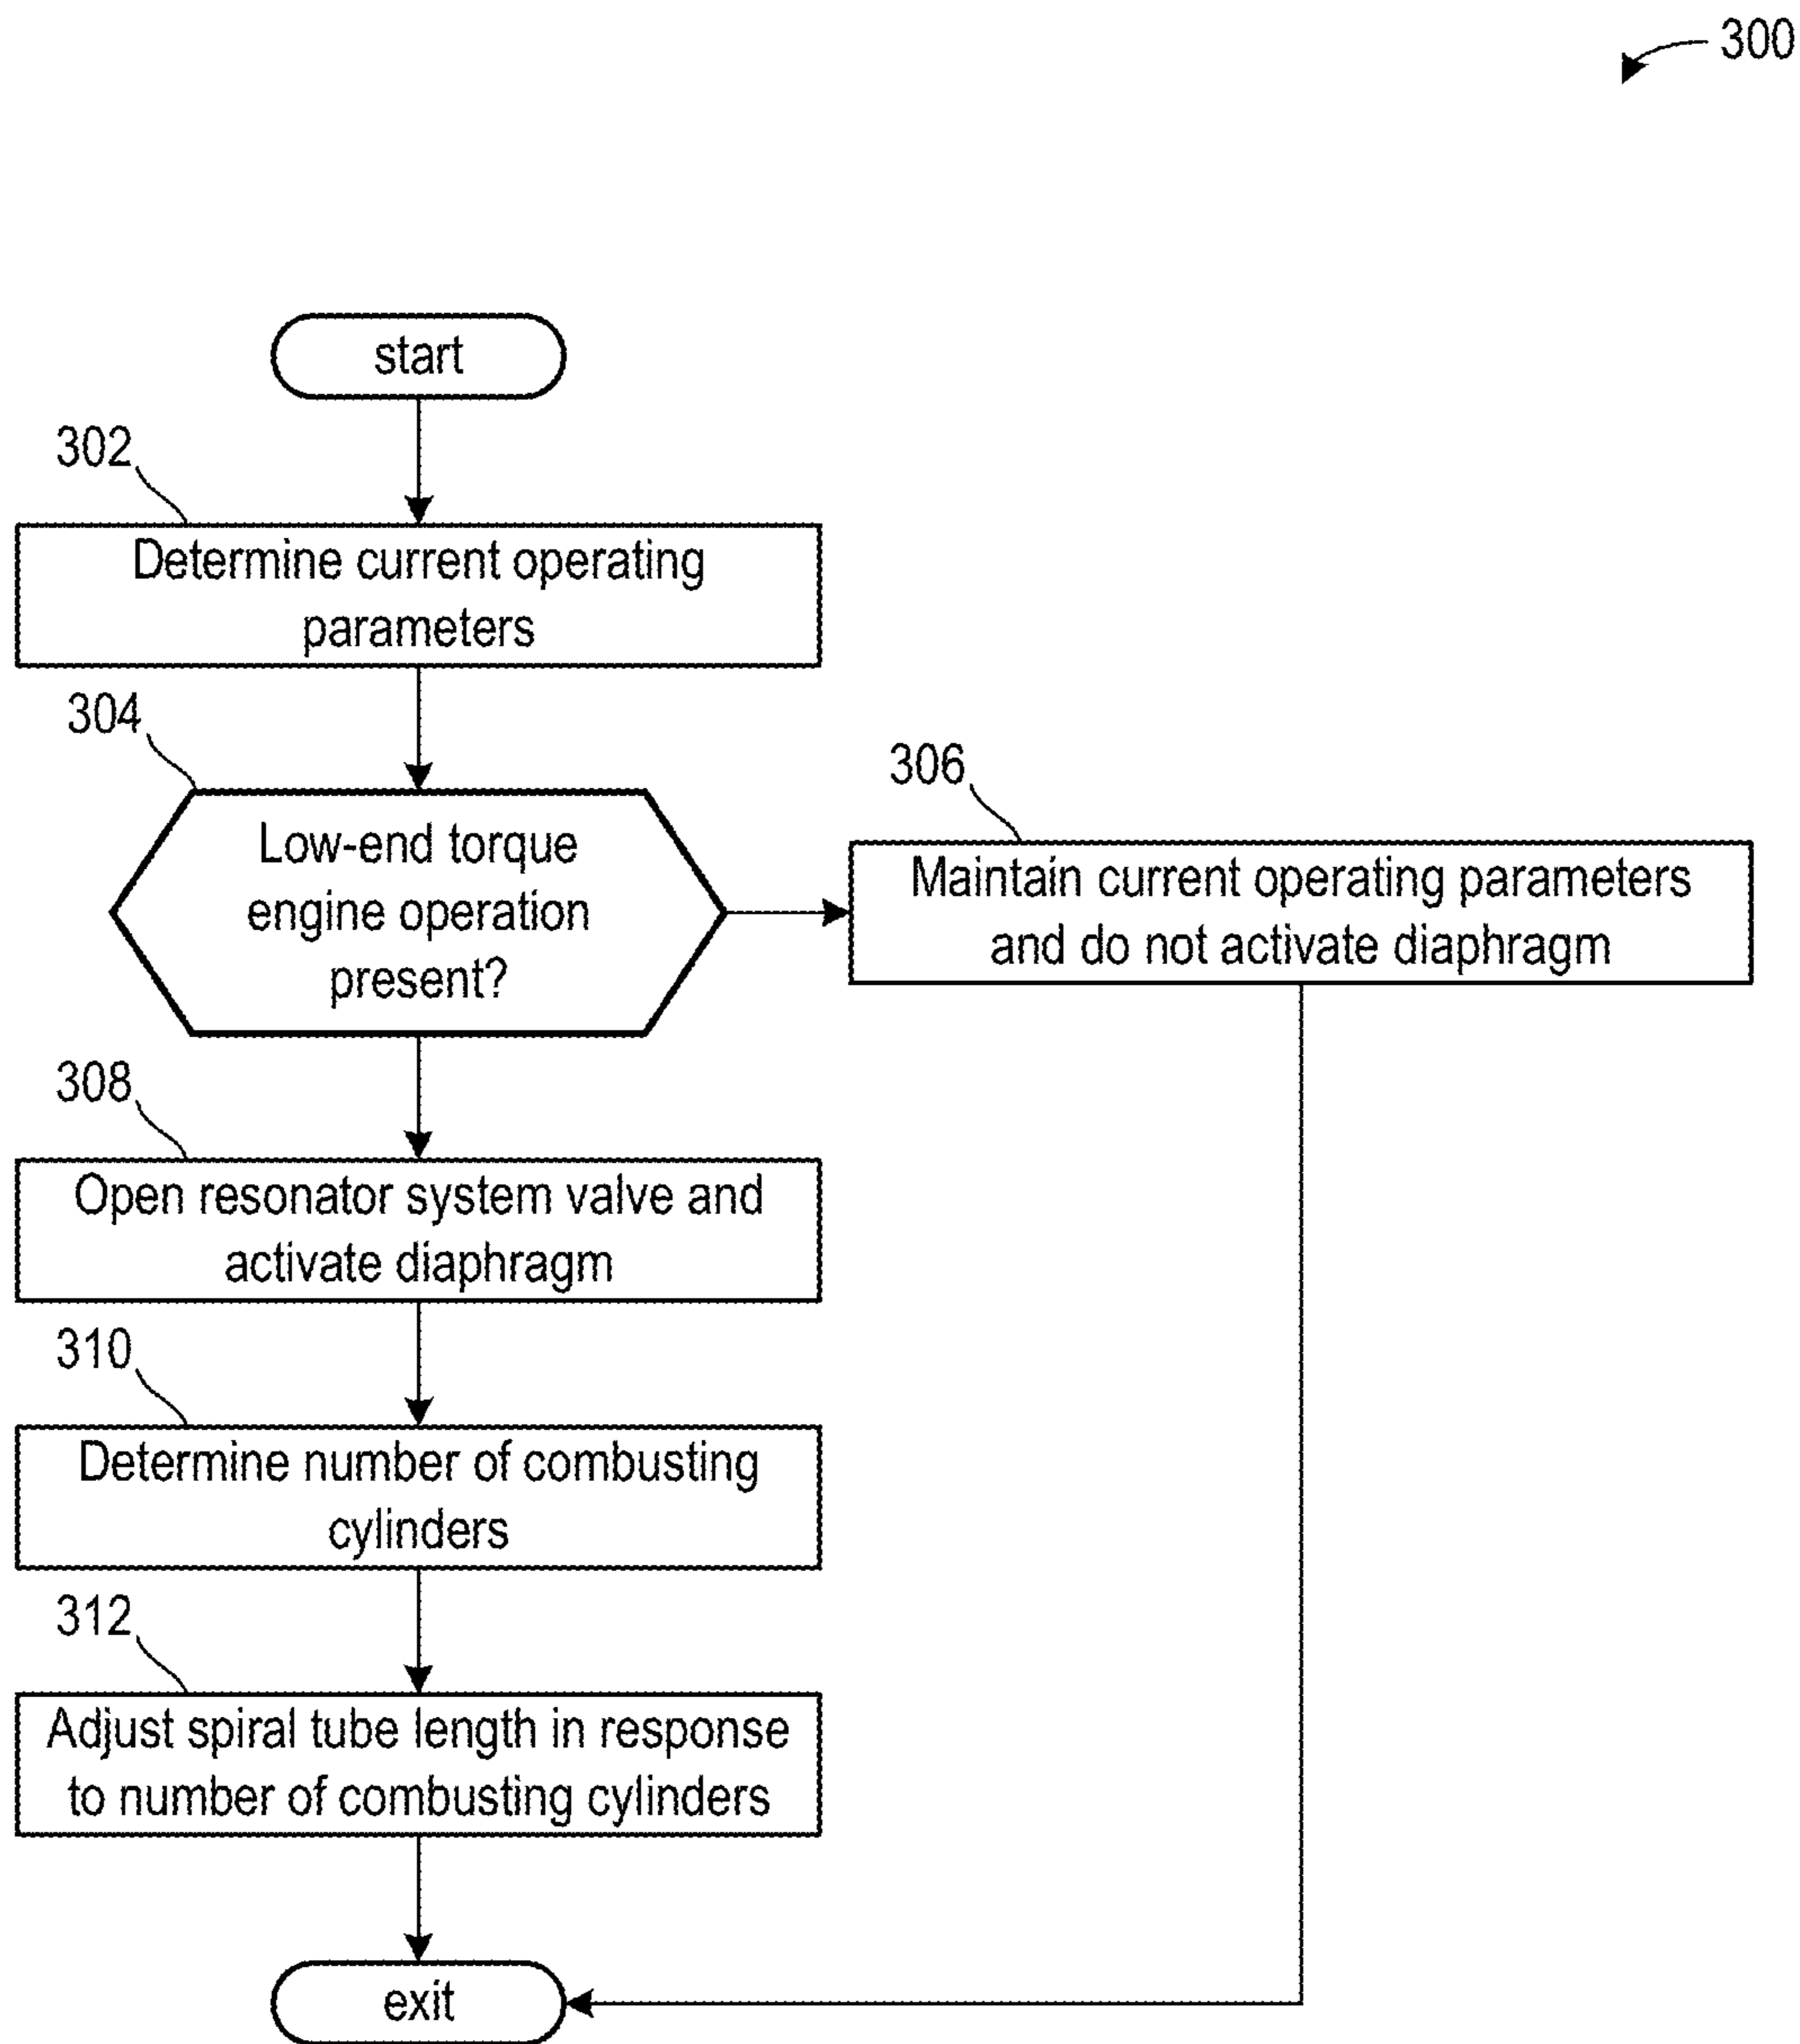 300
start
302
Determine current operating
parameters
304
Low-end torque
engine operation
present?
306
Maintain current operating parameters
and do not activate diaphragm
308
Open resonator system valve and
activate diaphragm
310
Determine number of combusting
cylinders
312
Adjust spiral tube length in response
to number of combusting cylinders
exit